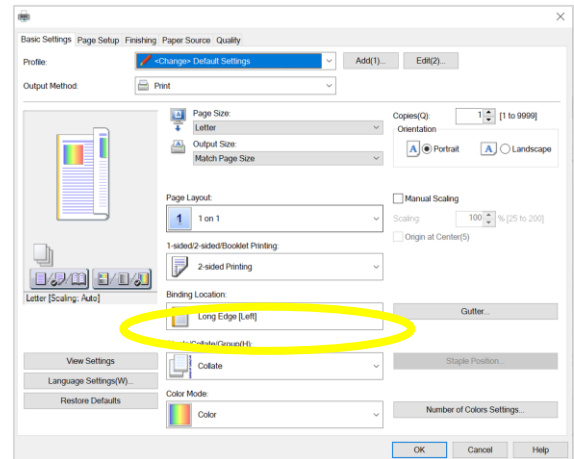 Basic Settings Page Setup Finishing Paper Source Quality
Profile: <Change> Default Settings Add(1)... Edit(2)...
Output Method: Print
Page Size:
Letter
Output Size:
Match Page Size
Copies(Q): 1 [1 to 9999]
Orientation
A Portrait A Landscape
Page Layout:
1 1 on 1
Manual Scaling
Scaling: 100 % [25 to 200]
Origin at Center(5)
1-sided/2-sided/Booklet Printing:
2-sided Printing
Letter [Scaling: Auto]
Binding Location:
Long Edge [Left]
Gutter...
/Collate/Group(H):
Collate
Staple Position...
View Settings
Language Settings(W)...
Restore Defaults
Color Mode:
Color
Number of Colors Settings...
OK Cancel Help